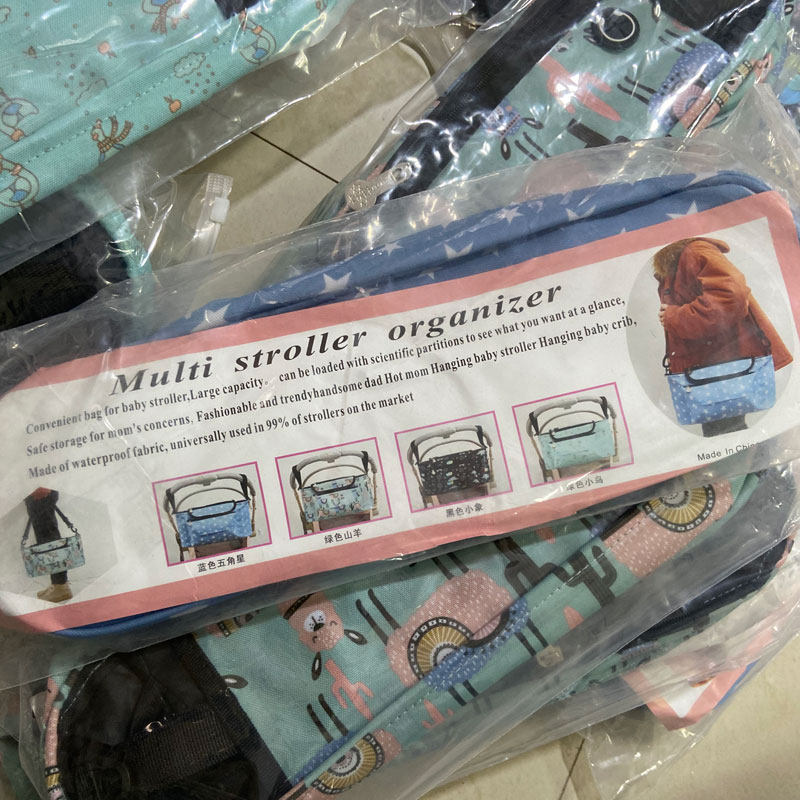 Multi stroller organizer
Convenient bag for baby stroller,Large capacity。 can be loaded with scientific partitions to see what you want at a glance,
Safe storage for mom's concerns, Fashionable and trendyhandsome dad Hot mom Hanging baby stroller Hanging baby crib,
Made of waterproof fabric, universally used in 99% of strollers on the market
蓝色五角星
绿色山羊
黑色小象
绿色小鸟
Made In China